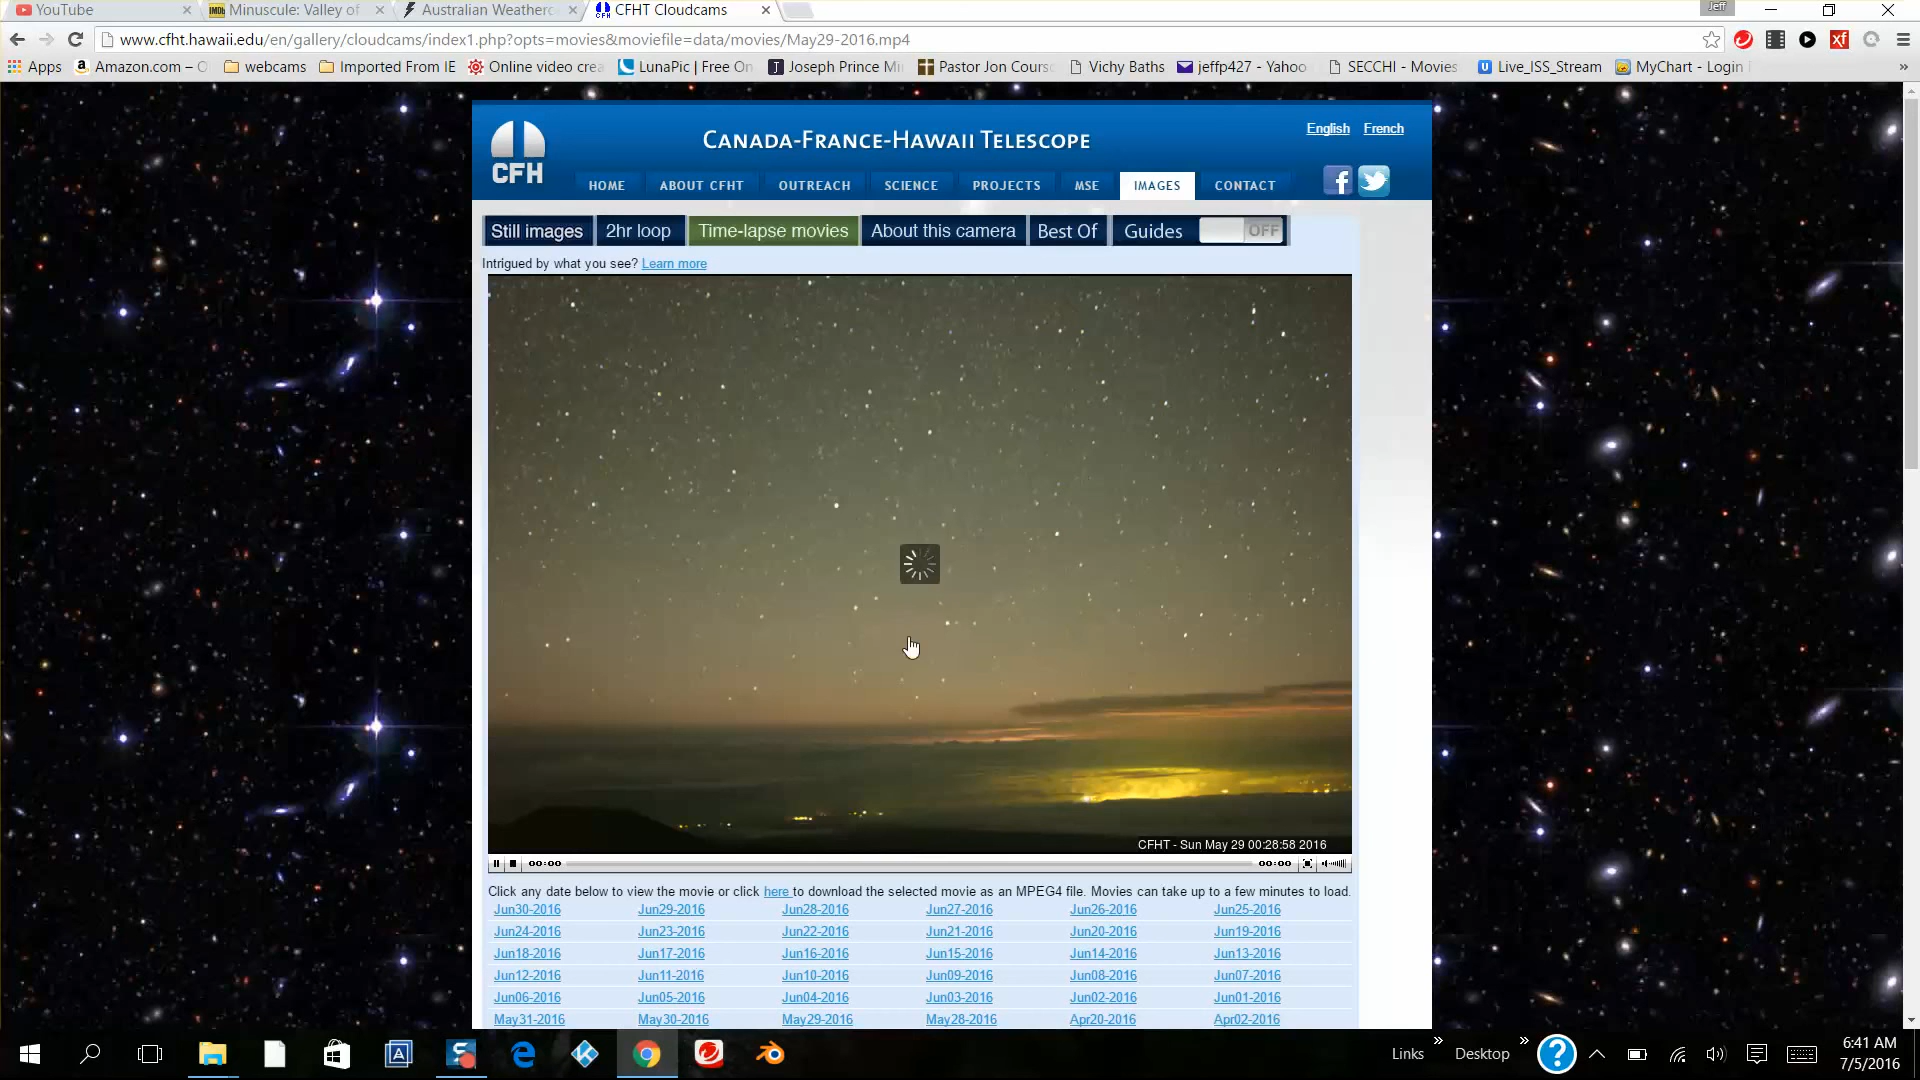 YouTube
IMDb Minuscule: Valley of
Australian Weather
CFHT Cloudcams
Jeff
www.cfht.hawaii.edu/en/gallery/cloudcams/index1.php?opts=movies&moviefile=data/movies/May29-2016.mp4
Apps
Amazon.com –
webcams
Imported From IE
Online video crea
LunaPic | Free On
Joseph Prince Mi
Pastor Jon Cours
Vichy Baths
jeffp427 - Yahoo
SECCHI - Movies
Live_ISS_Stream
MyChart - Login
»
CFH
CANADA-FRANCE-HAWAII TELESCOPE
English French
HOME ABOUT CFHT OUTREACH SCIENCE PROJECTS MSE IMAGES CONTACT
Still images 2hr loop Time-lapse movies About this camera Best Of Guides OFF
Intrigued by what you see? Learn more
CFHT - Sun May 29 00:28:58 2016
00:00 00:00
Click any date below to view the movie or click here to download the selected movie as an MPEG4 file. Movies can take up to a few minutes to load.
Jun30-2016 Jun29-2016 Jun28-2016 Jun27-2016 Jun26-2016 Jun25-2016
Jun24-2016 Jun23-2016 Jun22-2016 Jun21-2016 Jun20-2016 Jun19-2016
Jun18-2016 Jun17-2016 Jun16-2016 Jun15-2016 Jun14-2016 Jun13-2016
Jun12-2016 Jun11-2016 Jun10-2016 Jun09-2016 Jun08-2016 Jun07-2016
Jun06-2016 Jun05-2016 Jun04-2016 Jun03-2016 Jun02-2016 Jun01-2016
May31-2016 May30-2016 May29-2016 May28-2016 Apr20-2016 Apr02-2016
Links » Desktop »
6:41 AM
7/5/2016